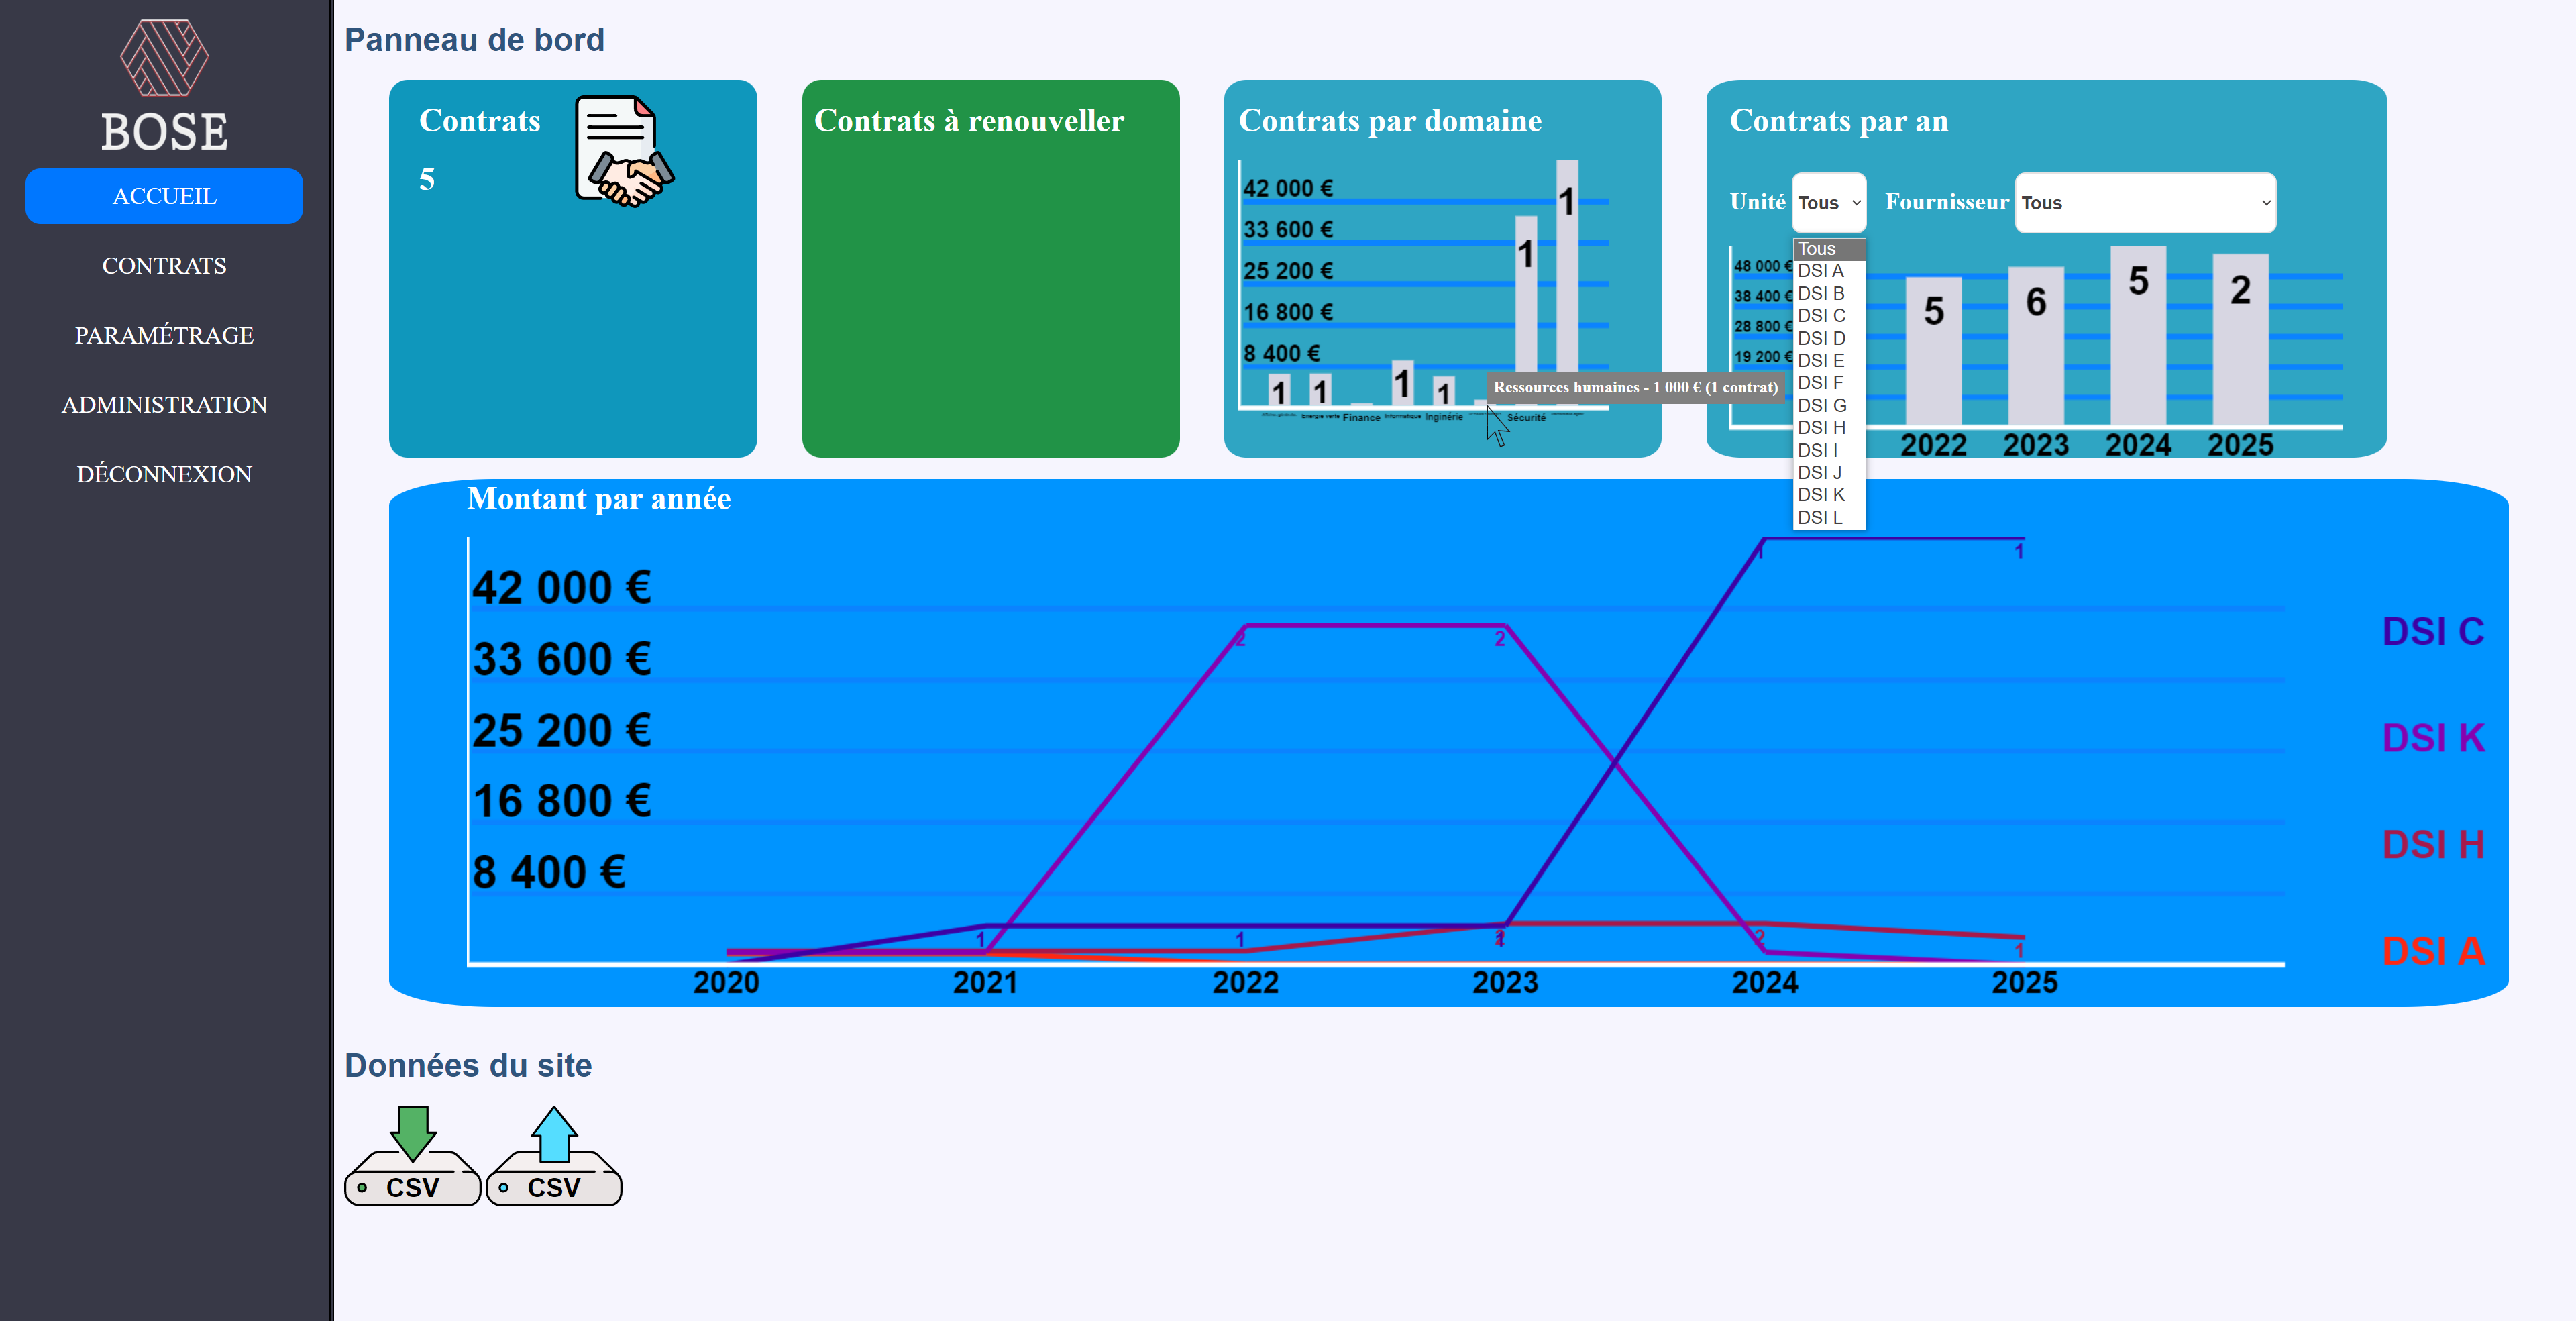 BOSE
ACCUEIL
CONTRATS
PARAMÉTRAGE
ADMINISTRATION
DÉCONNEXION
Panneau de bord
Contrats
5
Contrats à renouveller
Contrats par domaine
42 000 €
33 600 €
25 200 €
16 800 €
8 400 €
1
1
1
1
1
1
Energie verte
Finance
Informatique
Inginérie
Sécurité
Ressources humaines - 1 000 € (1 contrat)
Contrats par an
Unité Tous Fournisseur Tous
Tous
DSI A
DSI B
DSI C
DSI D
DSI E
DSI F
DSI G
DSI H
DSI I
DSI J
DSI K
DSI L
48 000 €
38 400 €
28 800 €
19 200 €
5
6
5
2
2022 2023 2024 2025
Montant par année
42 000 €
33 600 €
25 200 €
16 800 €
8 400 €
1
1
2
2
1
1
2
2
1
1
2020 2021 2022 2023 2024 2025
DSI C
DSI K
DSI H
DSI A
Données du site
CSV CSV